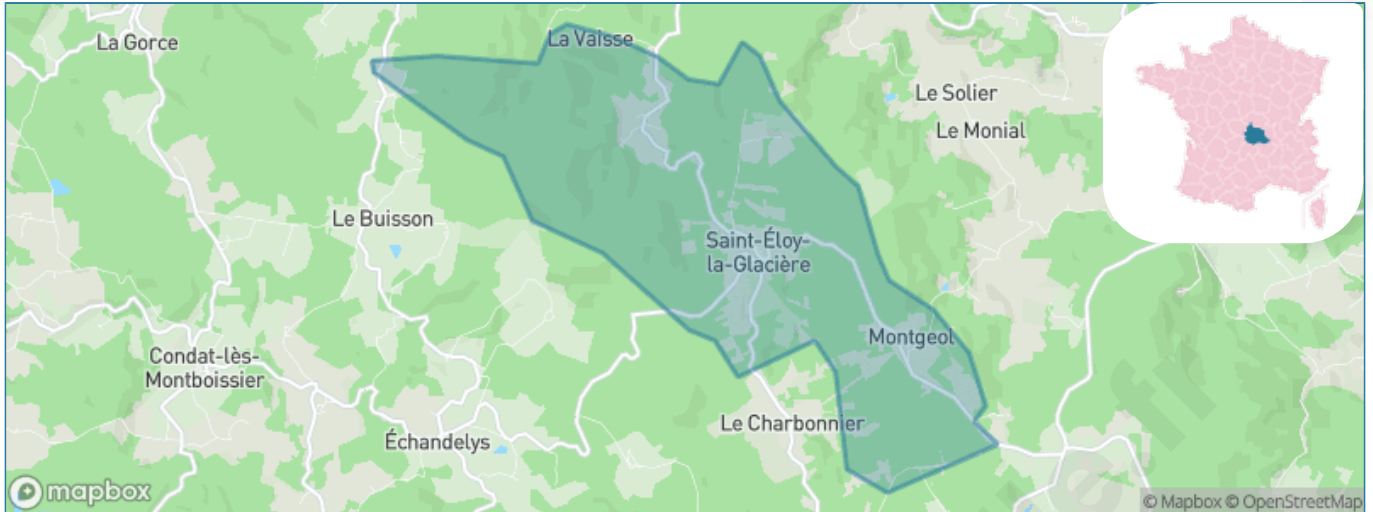 La Gorce
La Vaisse
Le Solier
Le Monial
Le Buisson
Saint-Éloy-
la-Glacière
Montgeol
Condat-lès-
Montboissier
Le Charbonnier
Échandelys
mapbox
© Mapbox © OpenStreetMap